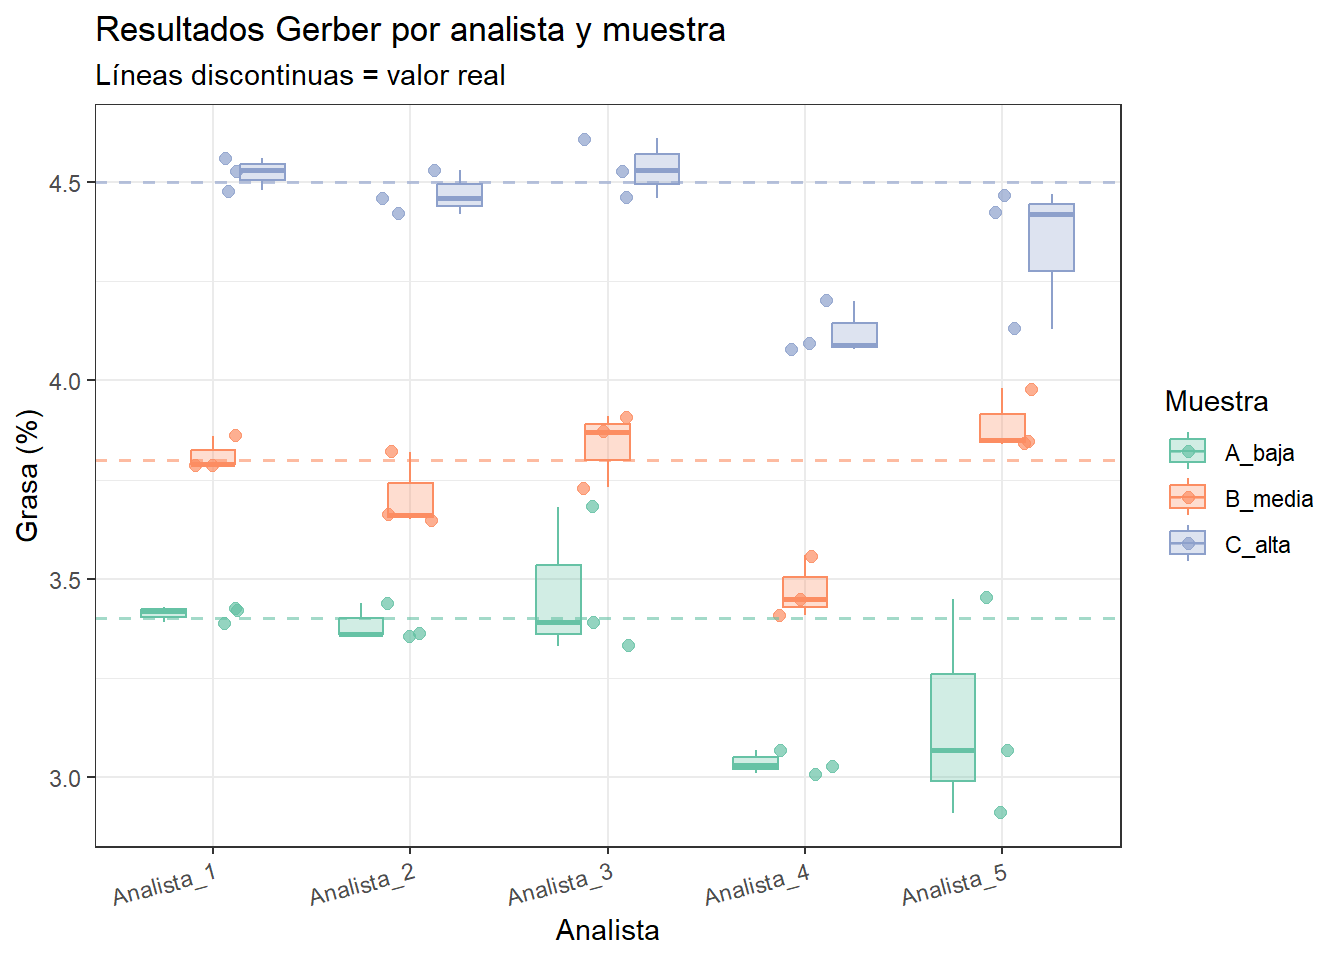 Resultados Gerber por analista y muestra
Líneas discontinuas = valor real
Grasa (%)
4.5
4.0
3.5
3.0
Analista_1
Analista_2
Analista_3
Analista_4
Analista_5
Analista
Muestra
A_baja
B_media
C_alta